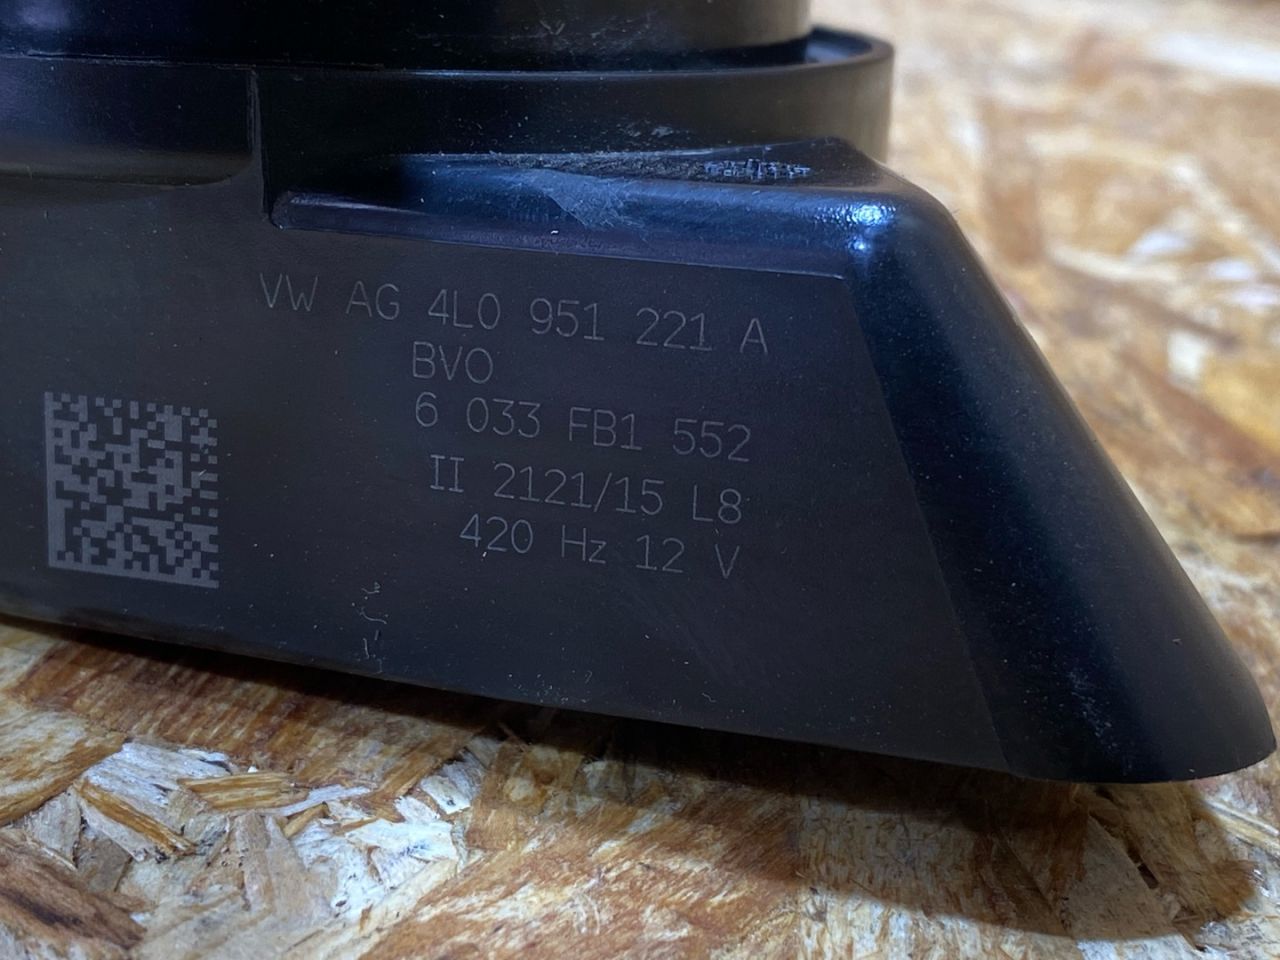 VW AG 4L0 951 221 A
BVO
6 033 FB1 552
II 2121/15 L8
420 Hz 12 V